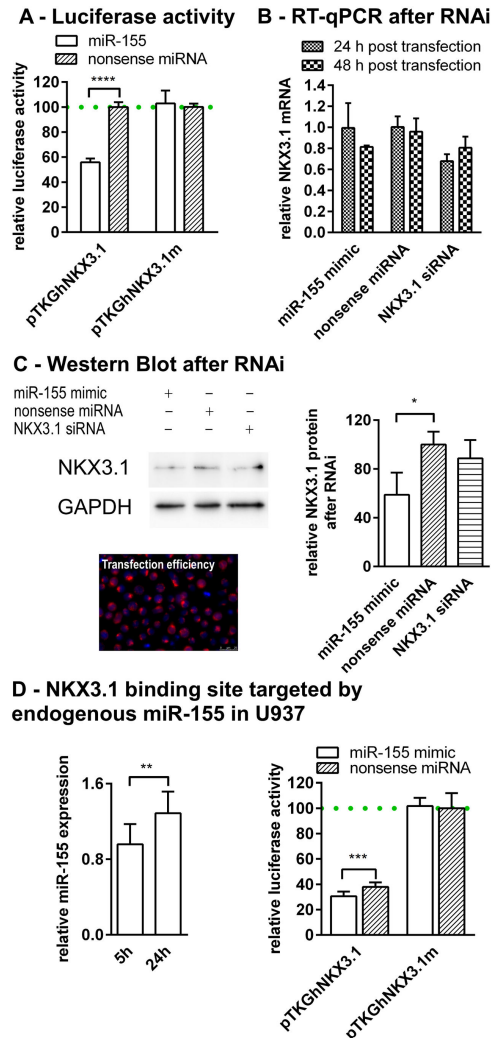 A - Luciferase activity
miR-155
nonsense miRNA
****
relative luciferase activity
140
120
100
80
60
40
20
0
pTKGhNKX3.1
pTKGhNKX3.1m
B - RT-qPCR after RNAi
24 h post transfection
48 h post transfection
relative NKX3.1 mRNA
1.4
1.2
1.0
0.8
0.6
0.4
0.2
0.0
miR-155 mimic
nonsense miRNA
NKX3.1 siRNA
C - Western Blot after RNAi
miR-155 mimic + − −
nonsense miRNA − + −
NKX3.1 siRNA − − +
NKX3.1
GAPDH
Transfection efficiency
*
relative NKX3.1 protein
after RNAi
120
80
40
0
miR-155 mimic
nonsense miRNA
NKX3.1 siRNA
D - NKX3.1 binding site targeted by
endogenous miR-155 in U937
**
relative miR-155 expression
1.6
0.8
0.0
5h
24h
miR-155 mimic
nonsense miRNA
***
relative luciferase activity
120
100
80
60
40
20
0
pTKGhNKX3.1
pTKGhNKX3.1m